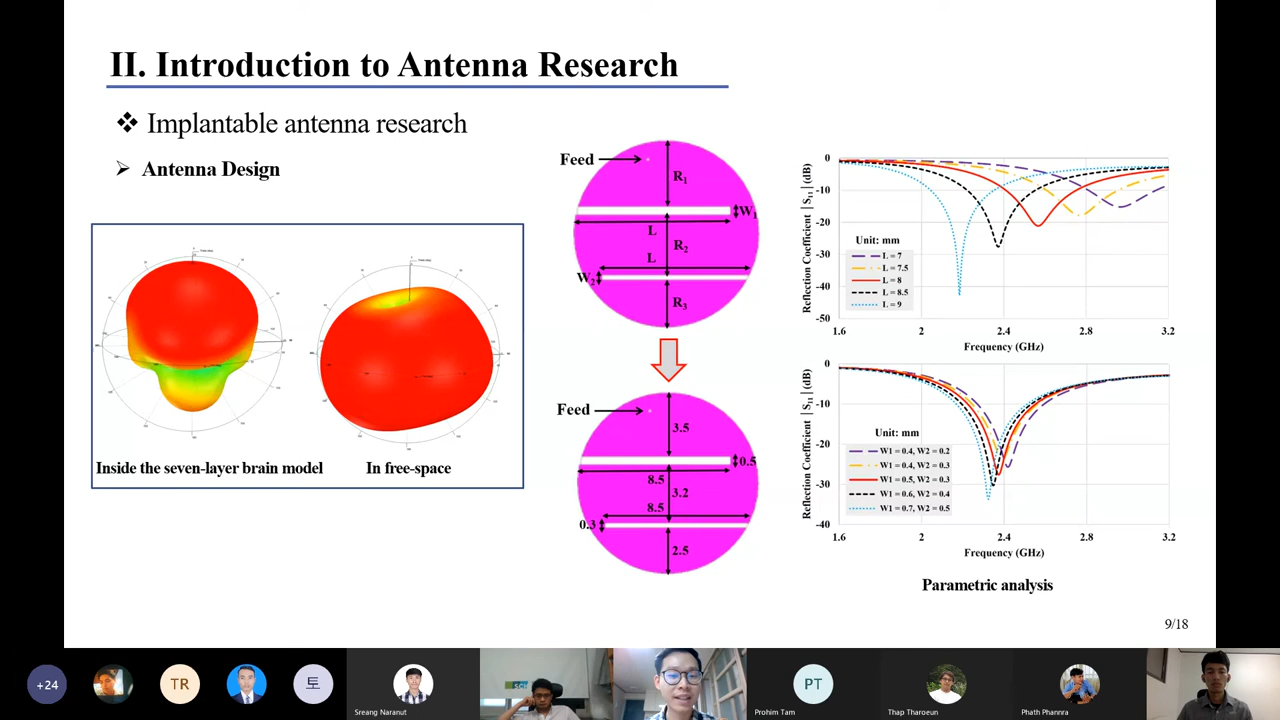 II. Introduction to Antenna Research
❖ Implantable antenna research
➢ Antenna Design
Inside the seven-layer brain model
In free-space
Feed
R1
W1
L
R2
L
W2
R3
Feed
3.5
0.5
8.5
3.2
8.5
0.3
2.5
Reflection Coefficient |S11| (dB)
0
-10
-20
-30
-40
-50
Unit: mm
L = 7
L = 7.5
L = 8
L = 8.5
L = 9
1.6 2 2.4 2.8 3.2
Frequency (GHz)
Reflection Coefficient |S11| (dB)
0
-10
-20
-30
-40
Unit: mm
W1 = 0.4, W2 = 0.2
W1 = 0.4, W2 = 0.3
W1 = 0.5, W2 = 0.3
W1 = 0.6, W2 = 0.4
W1 = 0.7, W2 = 0.5
1.6 2 2.4 2.8 3.2
Frequency (GHz)
Parametric analysis
9/18
+24
TR
토
Sreang Naranut
PT
Prohim Tam
Thap Tharoeun
Phath Phannra